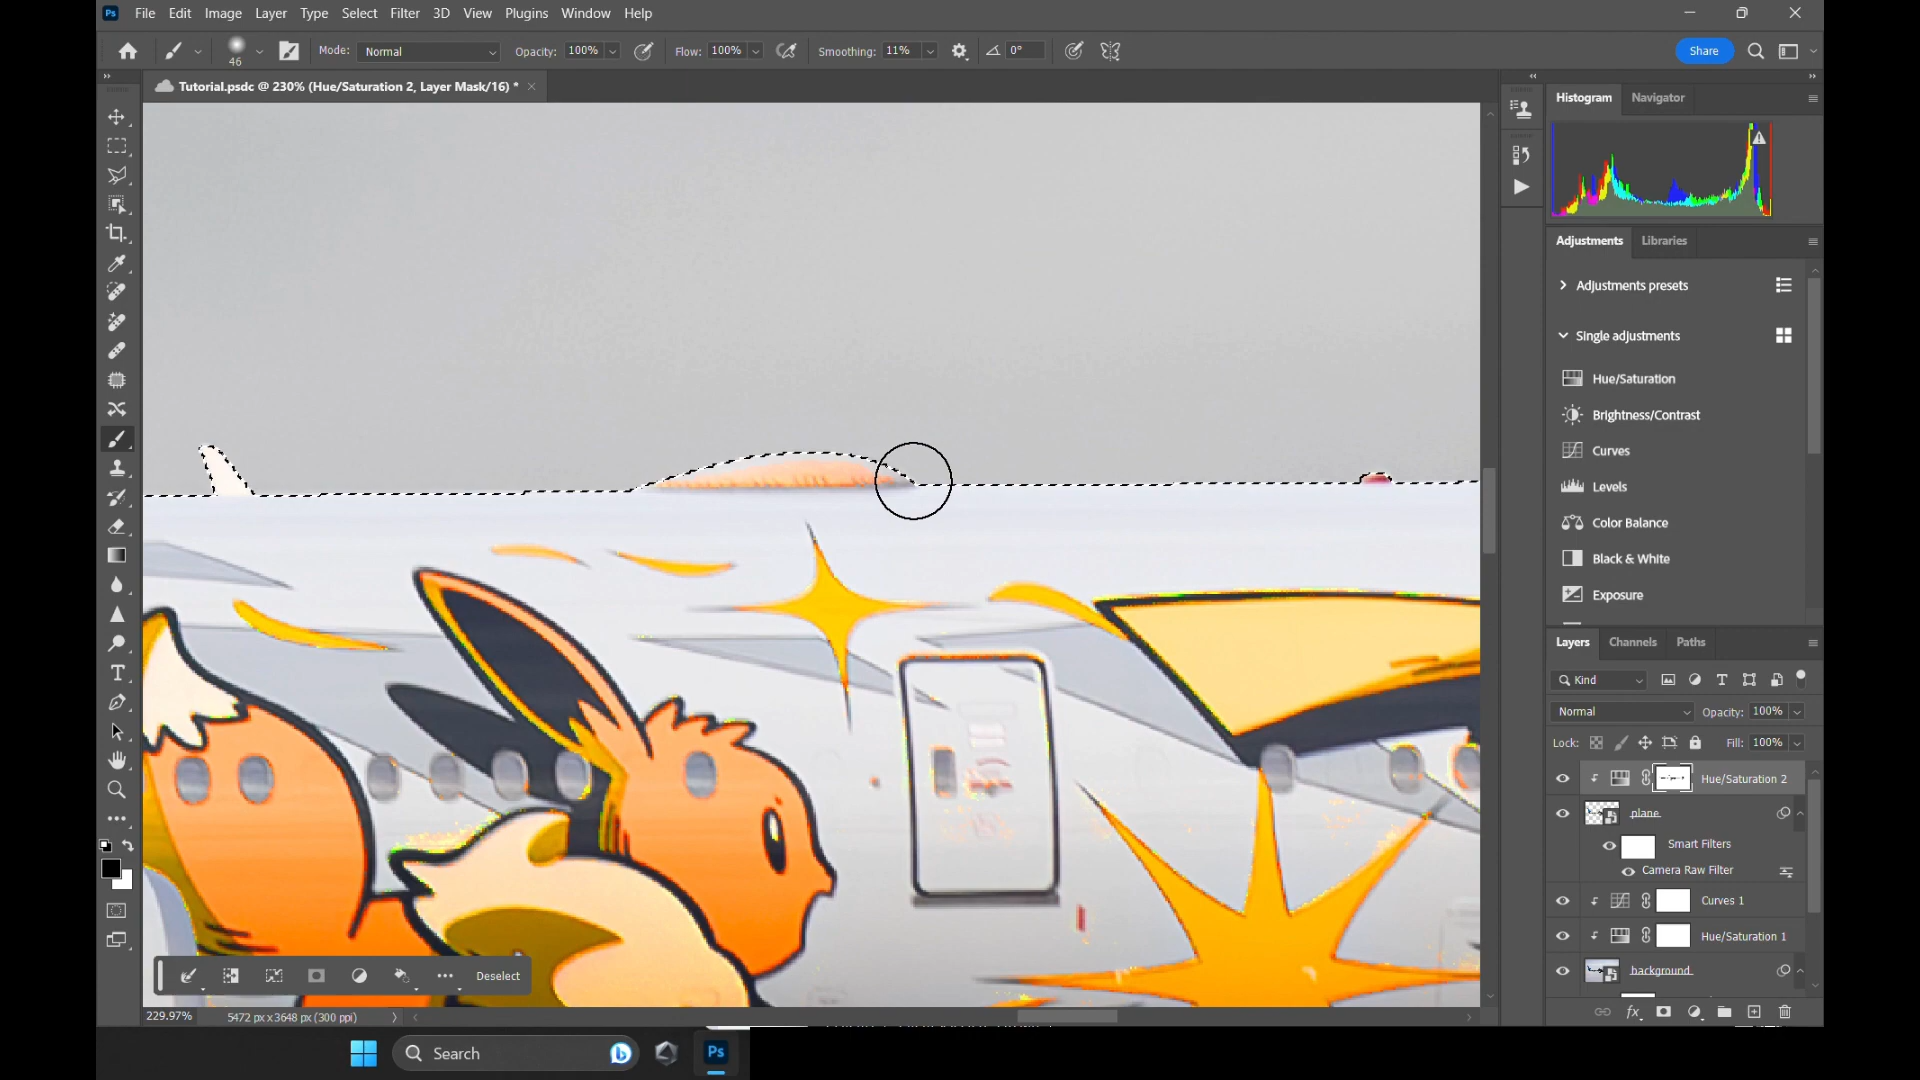 Ps File Edit Image Layer Type Select Filter 3D View Plugins Window Help
46 Mode: Normal Opacity: 100% Flow: 100% Smoothing: 11% 0° Share
Tutorial.psdc @ 230% (Hue/Saturation 2, Layer Mask/16) * ×
Histogram Navigator
Adjustments Libraries
Adjustments presets
Single adjustments
Hue/Saturation
Brightness/Contrast
Curves
Levels
Color Balance
Black & White
Exposure
Layers Channels Paths
Kind
Normal Opacity: 100%
Lock: Fill: 100%
Hue/Saturation 2
plane
Smart Filters
Camera Raw Filter
Curves 1
Hue/Saturation 1
background
Deselect
229.97% 5472 px x 3648 px (300 ppi)
Search
Ps